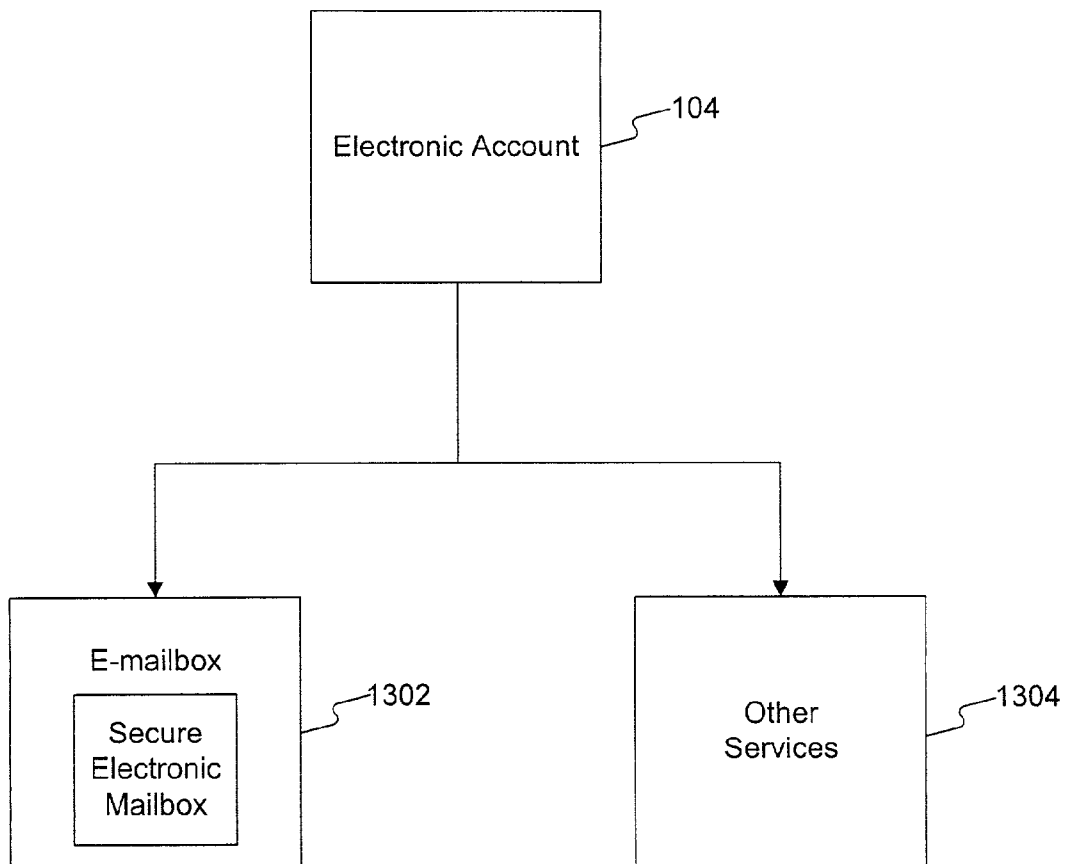 Electronic Account
104
E-mailbox
Secure
Electronic
Mailbox
1302
Other
Services
1304